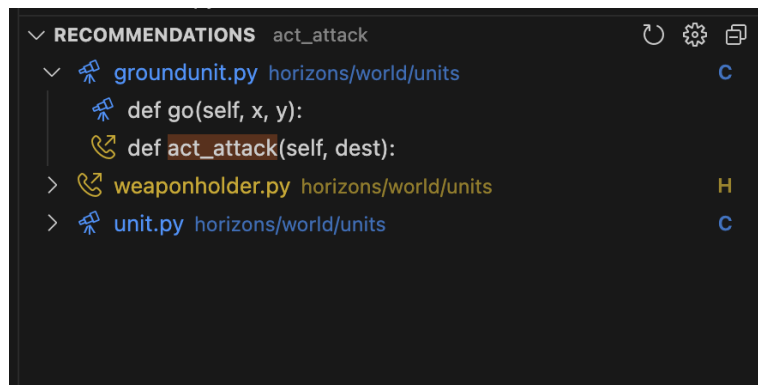 RECOMMENDATIONS act_attack
groundunit.py horizons/world/units C
def go(self, x, y):
def act_attack(self, dest):
weaponholder.py horizons/world/units H
unit.py horizons/world/units C